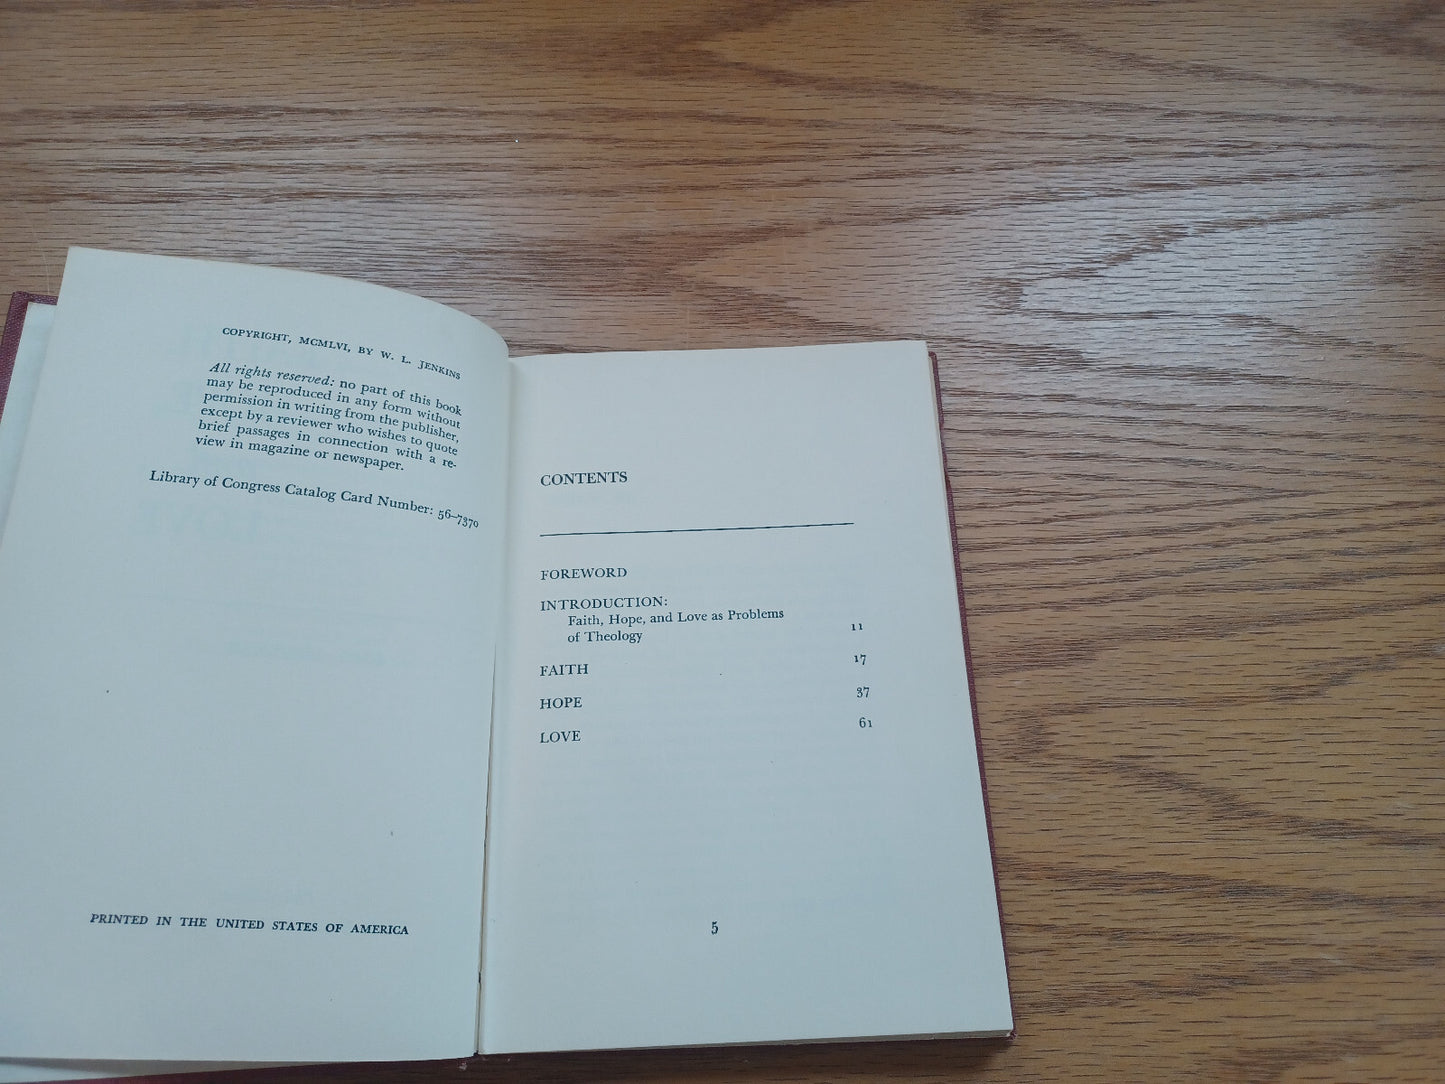 COPYRIGHT, MCMLVI, BY W. L. JENKINS
All rights reserved: no part of this book
may be reproduced in any form without
permission in writing from the publisher,
except by a reviewer who wishes to quote
brief passages in connection with a re-
view in magazine or newspaper.
Library of Congress Catalog Card Number: 56–7370
PRINTED IN THE UNITED STATES OF AMERICA
CONTENTS
FOREWORD
INTRODUCTION:
Faith, Hope, and Love as Problems
of Theology 11
FAITH 17
HOPE 37
LOVE 61
5